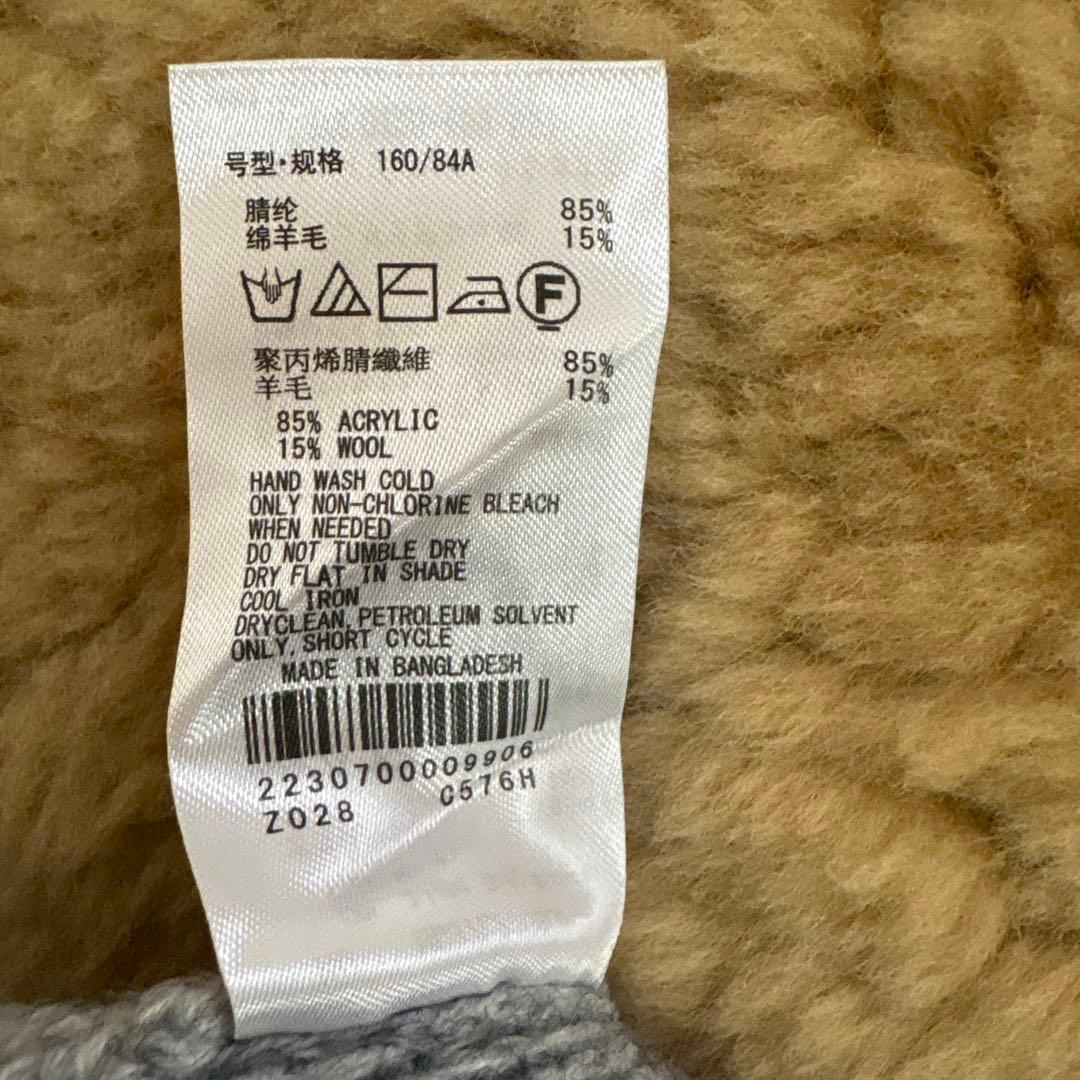 号型·规格 160/84A
腈纶 85%
绵羊毛 15%
F
聚丙烯腈纖維 85%
羊毛 15%
85% ACRYLIC
15% WOOL
HAND WASH COLD
ONLY NON-CHLORINE BLEACH
WHEN NEEDED
DO NOT TUMBLE DRY
DRY FLAT IN SHADE
COOL IRON
DRYCLEAN, PETROLEUM SOLVENT
ONLY, SHORT CYCLE
MADE IN BANGLADESH
2230700009906
Z028 C576H